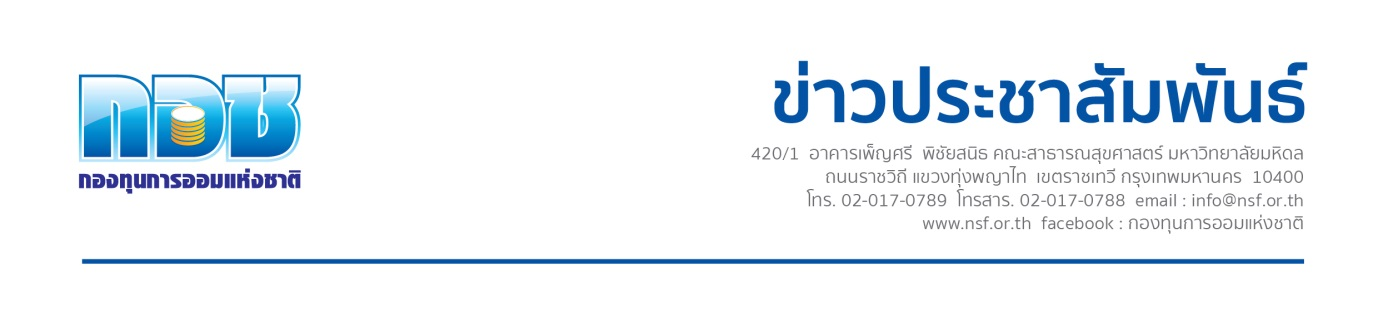 กอช
กองทุนการออมแห่งชาติ
ข่าวประชาสัมพันธ์
420/1 อาคารเพ็ญศรี พิชัยสนิธ คณะสาธารณสุขศาสตร์ มหาวิทยาลัยมหิดล
ถนนราชวิถี แขวงทุ่งพญาไท เขตราชเทวี กรุงเทพมหานคร 10400
โทร. 02-017-0789 โทรสาร. 02-017-0788 email : info@nsf.or.th
www.nsf.or.th facebook : กองทุนการออมแห่งชาติ